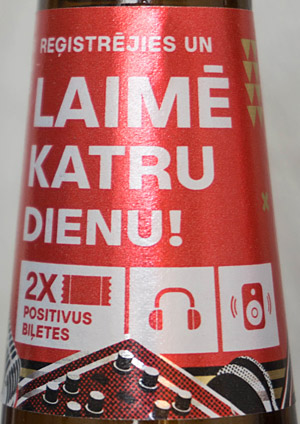 REĢISTRĒJIES UN
LAIMĒ
KATRU
DIENU!
2X
POSITIVUS
BIĻETES